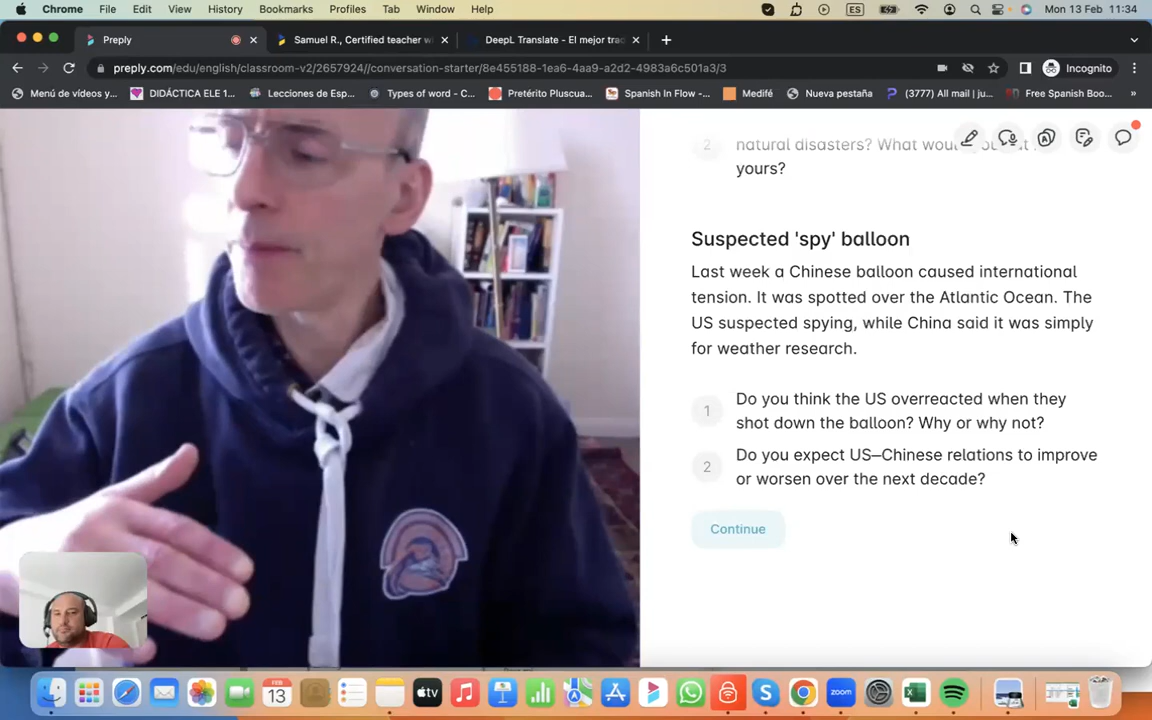 Chrome File Edit View History Bookmarks Profiles Tab Window Help ES Mon 13 Feb 11:34
Preply Samuel R., Certified teacher w DeepL Translate - El mejor trad
preply.com/edu/english/classroom-v2/2657924//conversation-starter/8e455188-1ea6-4aa9-a2d2-4983a6c501a3/3 Incognito
Menú de vídeos y... DIDÁCTICA ELE 1... Lecciones de Esp... Types of word - C... Pretérito Pluscua... Spanish In Flow -... Medifé Nueva pestaña (3777) All mail | ju... Free Spanish Boo... »
2 natural disasters? What
yours?
Suspected 'spy' balloon
Last week a Chinese balloon caused international
tension. It was spotted over the Atlantic Ocean. The
US suspected spying, while China said it was simply
for weather research.
1 Do you think the US overreacted when they
shot down the balloon? Why or why not?
2 Do you expect US–Chinese relations to improve
or worsen over the next decade?
Continue
FEB
13
tv
zoom